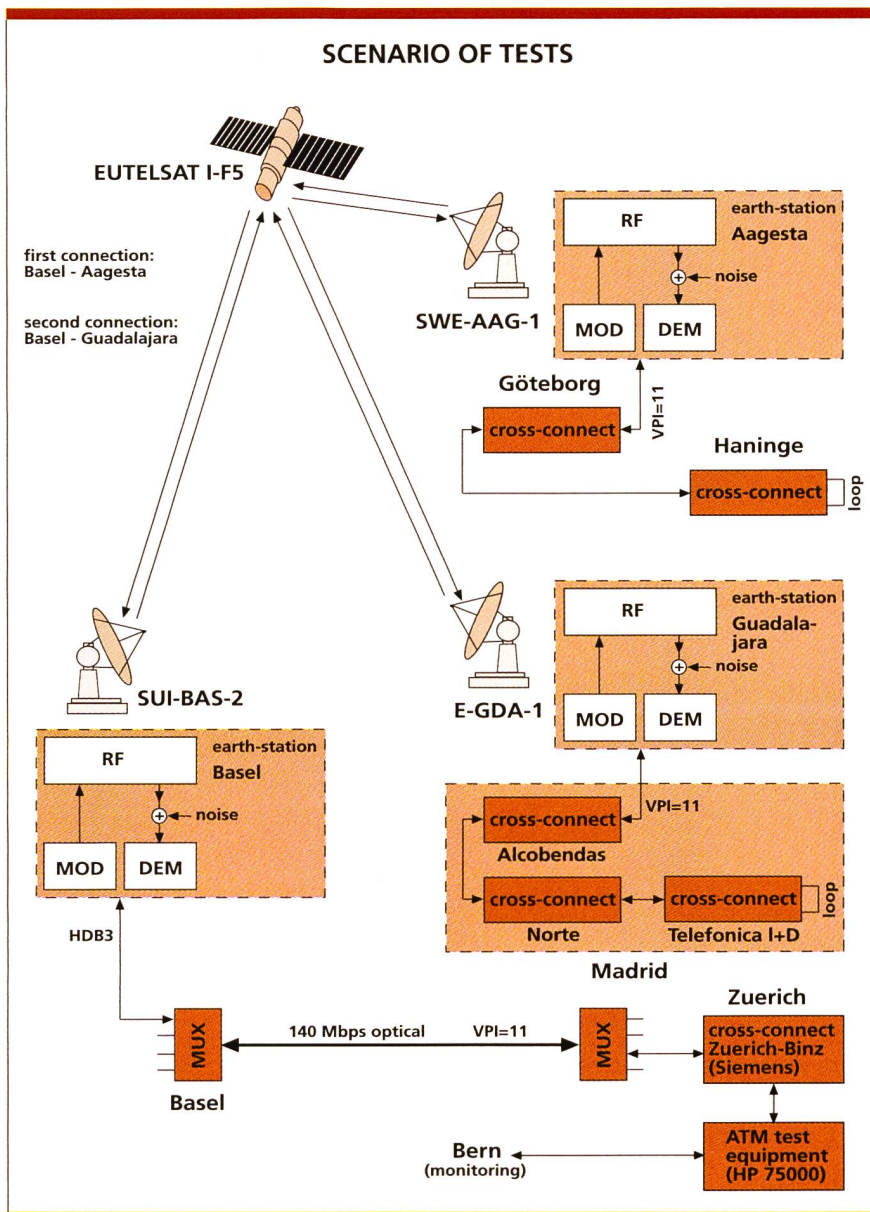 SCENARIO OF TESTS
EUTELSAT I-F5
first connection:
Basel - Aagesta
second connection:
Basel - Guadalajara
SWE-AAG-1
earth-station
Aagesta
RF
noise
MOD
DEM
VPI=11
Göteborg
cross-connect
Haninge
cross-connect
loop
SUI-BAS-2
earth-station
Basel
RF
noise
MOD
DEM
HDB3
E-GDA-1
earth-station
Guadala-
jara
RF
noise
MOD
DEM
VPI=11
cross-connect
Alcobendas
cross-connect
Norte
cross-connect
Telefonica I+D
loop
Madrid
MUX
Basel
140 Mbps optical
VPI=11
MUX
Zuerich
cross-connect
Zuerich-Binz
(Siemens)
ATM test
equipment
(HP 75000)
Bern
(monitoring)